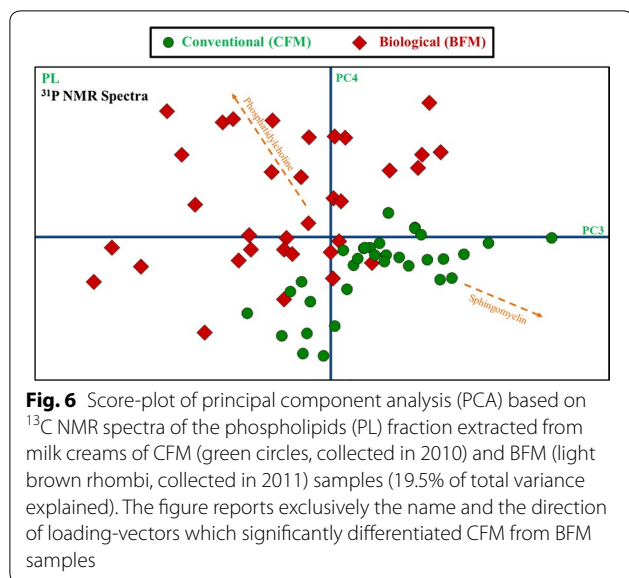 Conventional (CFM) Biological (BFM)
PL
³¹P NMR Spectra
PC4
Phosphatidylcholine
PC3
Sphingomyelin
Fig. 6 Score-plot of principal component analysis (PCA) based on
¹³C NMR spectra of the phospholipids (PL) fraction extracted from
milk creams of CFM (green circles, collected in 2010) and BFM (light
brown rhombi, collected in 2011) samples (19.5% of total variance
explained). The figure reports exclusively the name and the direction
of loading-vectors which significantly differentiated CFM from BFM
samples